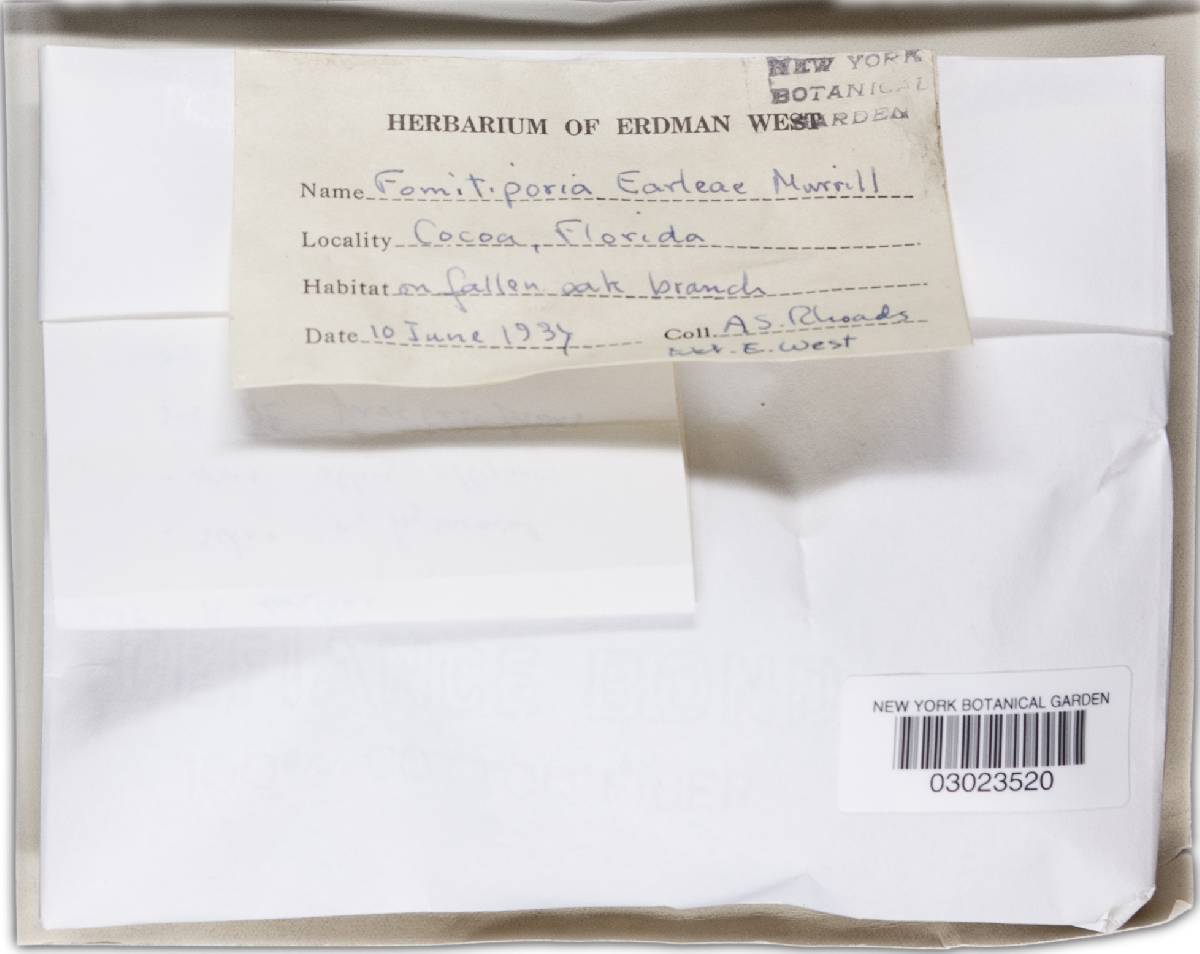 NEW YORK
BOTANICAL
GARDEN
HERBARIUM OF ERDMAN WEST
Name Fomitiporia Earleae Murrill
Locality Cocoa, Florida
Habitat on fallen oak branch
Date 10 June 1937 Coll. A S. Rhoads
Det. E. West
NEW YORK BOTANICAL GARDEN
03023520